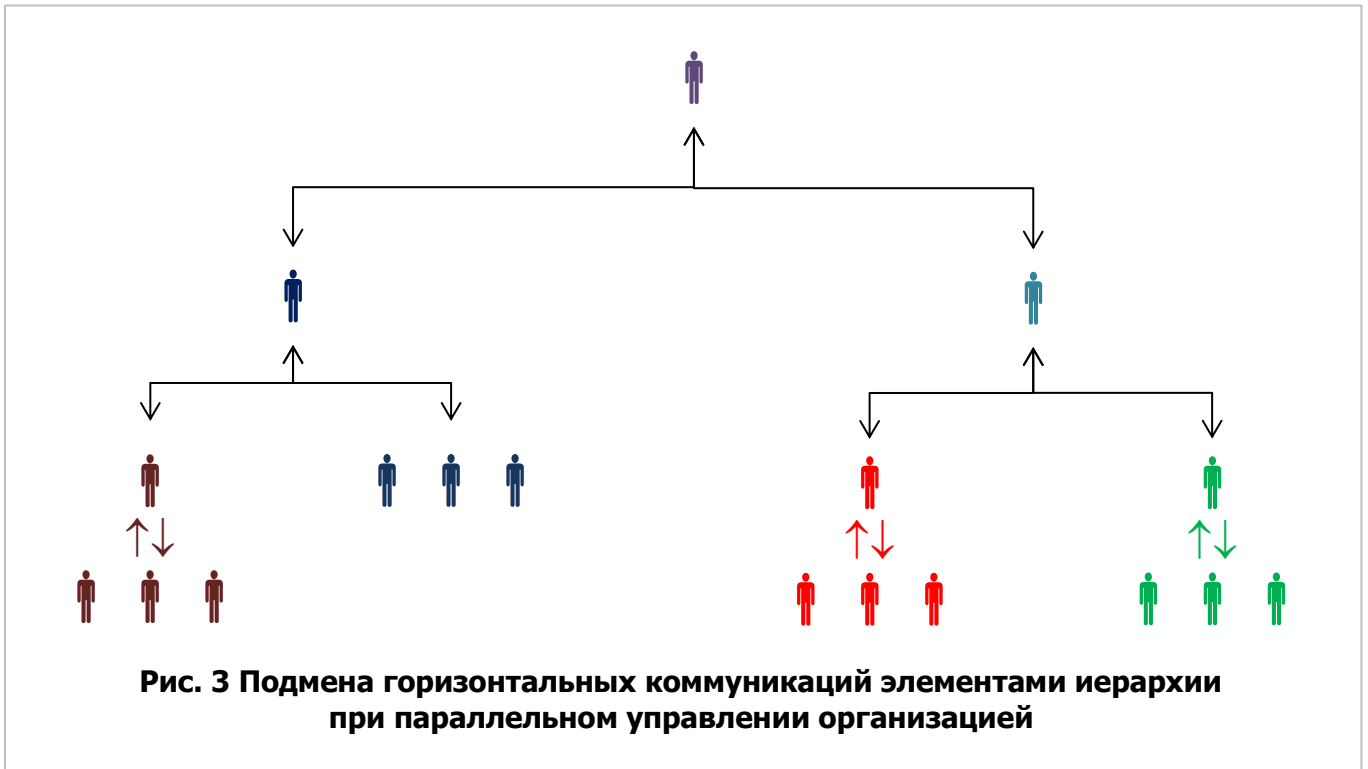 Рис. 3 Подмена горизонтальных коммуникаций элементами иерархии
при параллельном управлении организацией